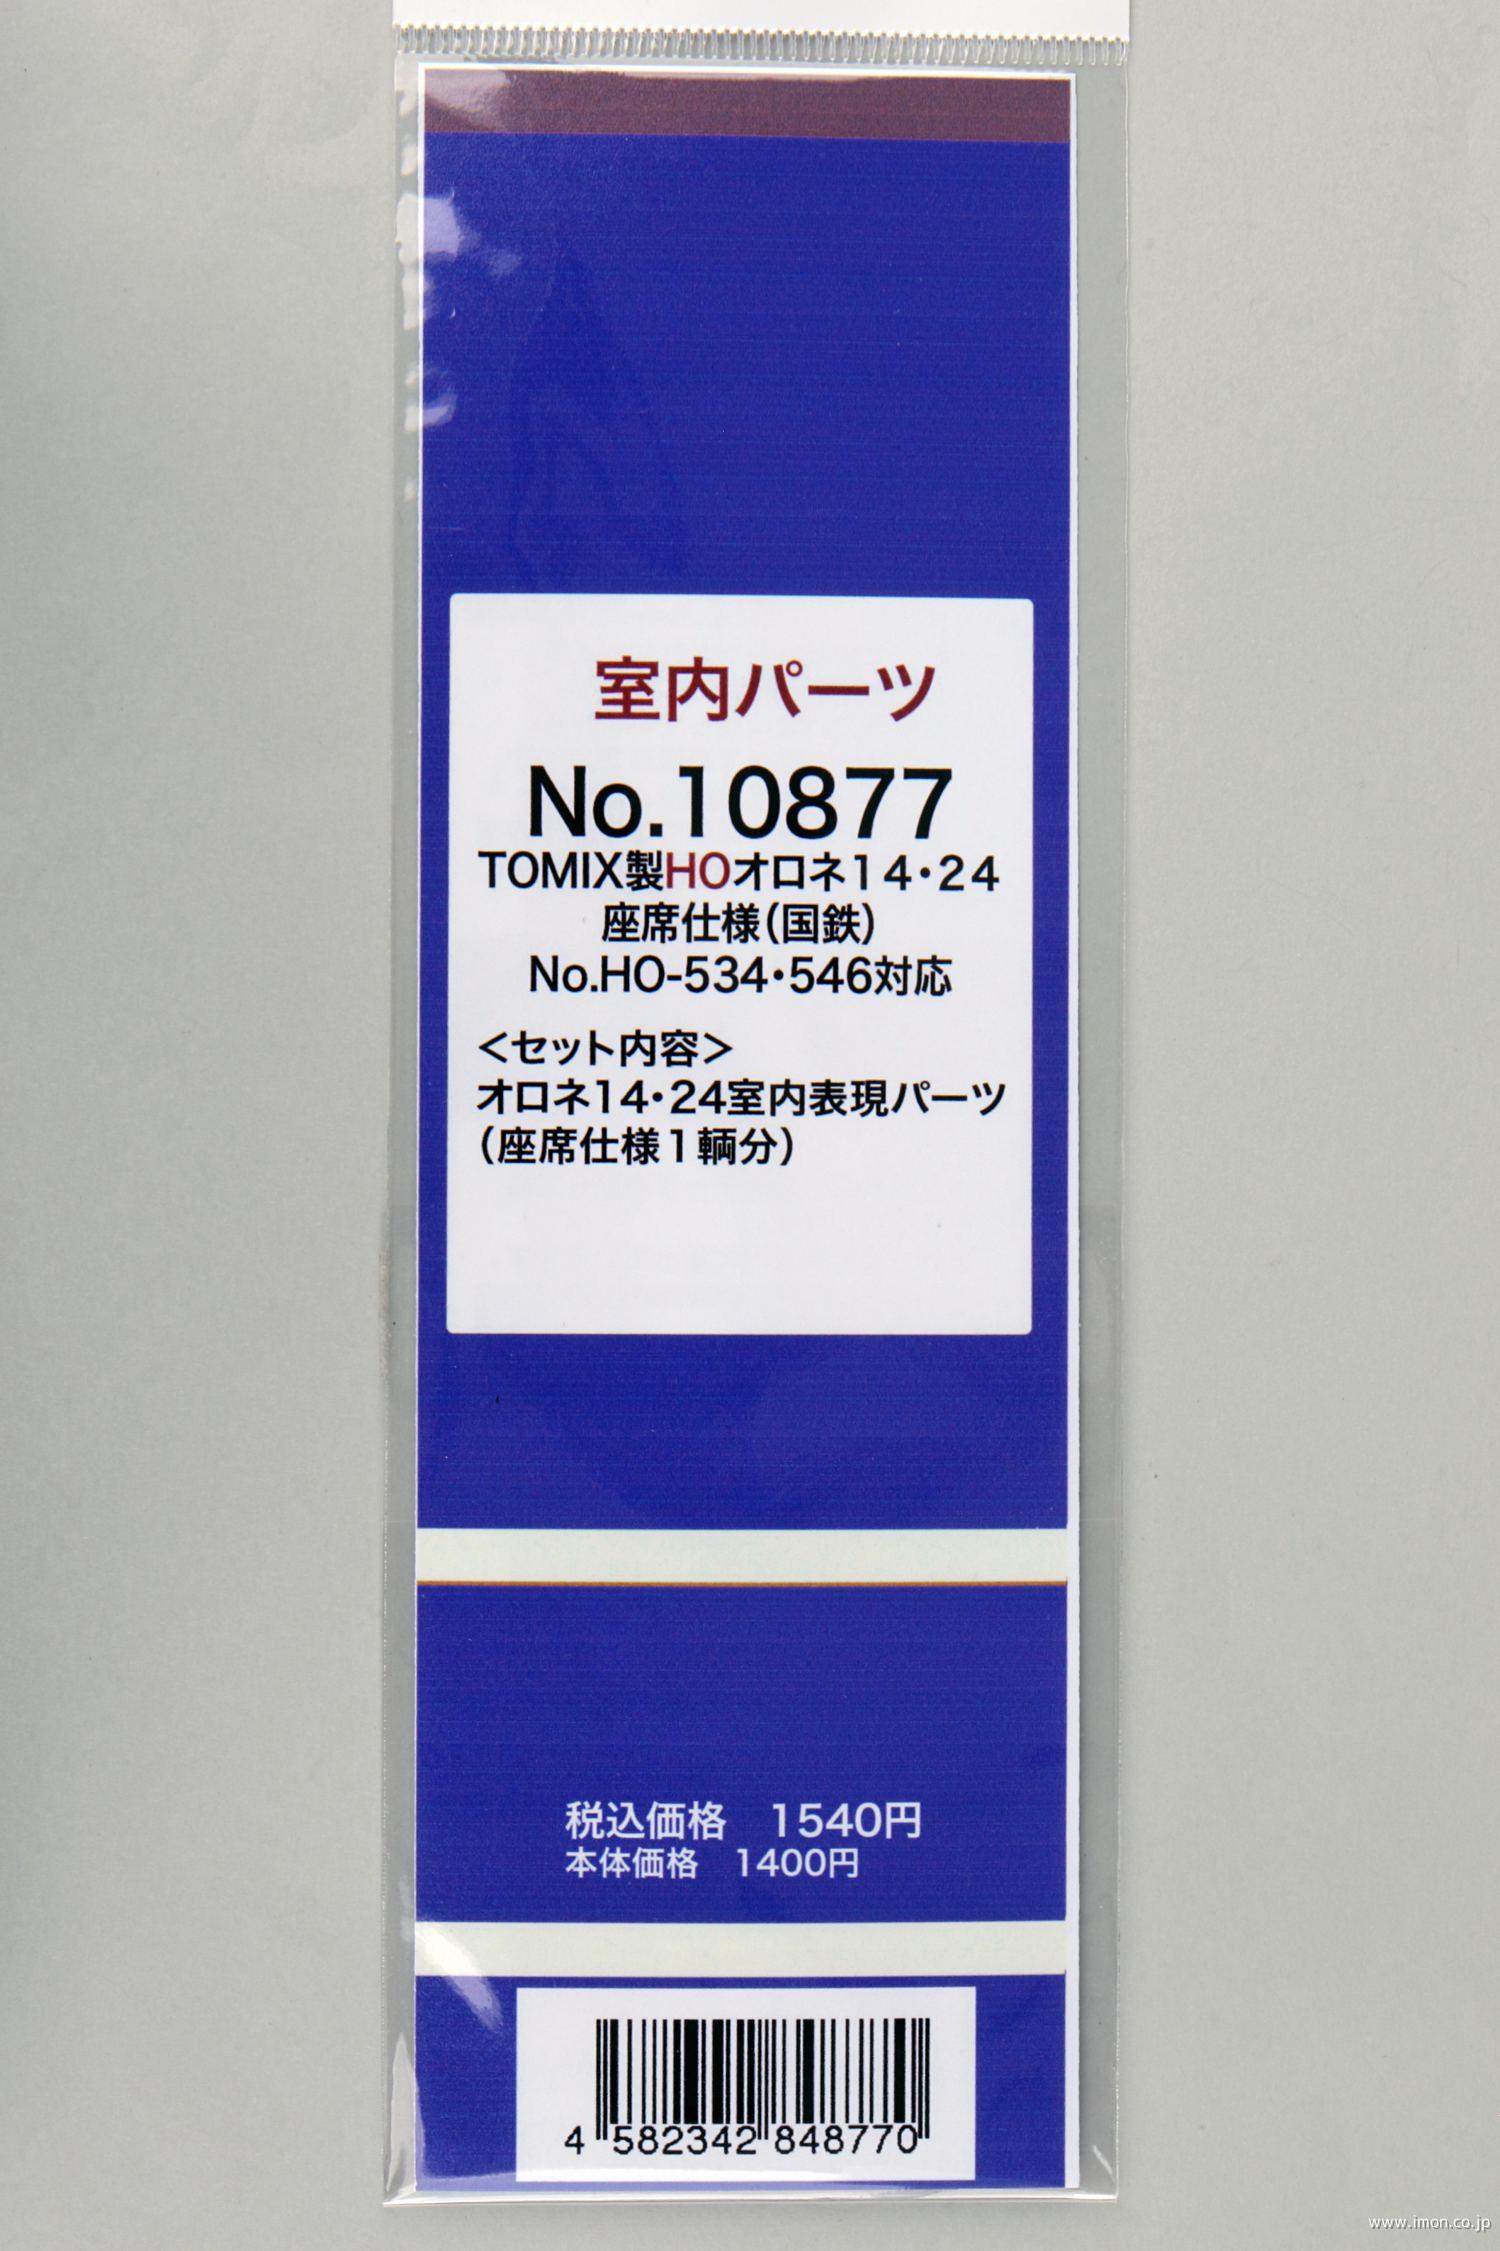 室内パーツ
No.10877
TOMIX製HOオロネ14・24
座席仕様(国鉄)
No.HO-534・546対応
<セット内容>
オロネ14・24室内表現パーツ
(座席仕様1輌分)
税込価格　1540円
本体価格　1400円
4 582342 848770
www.imon.co.jp